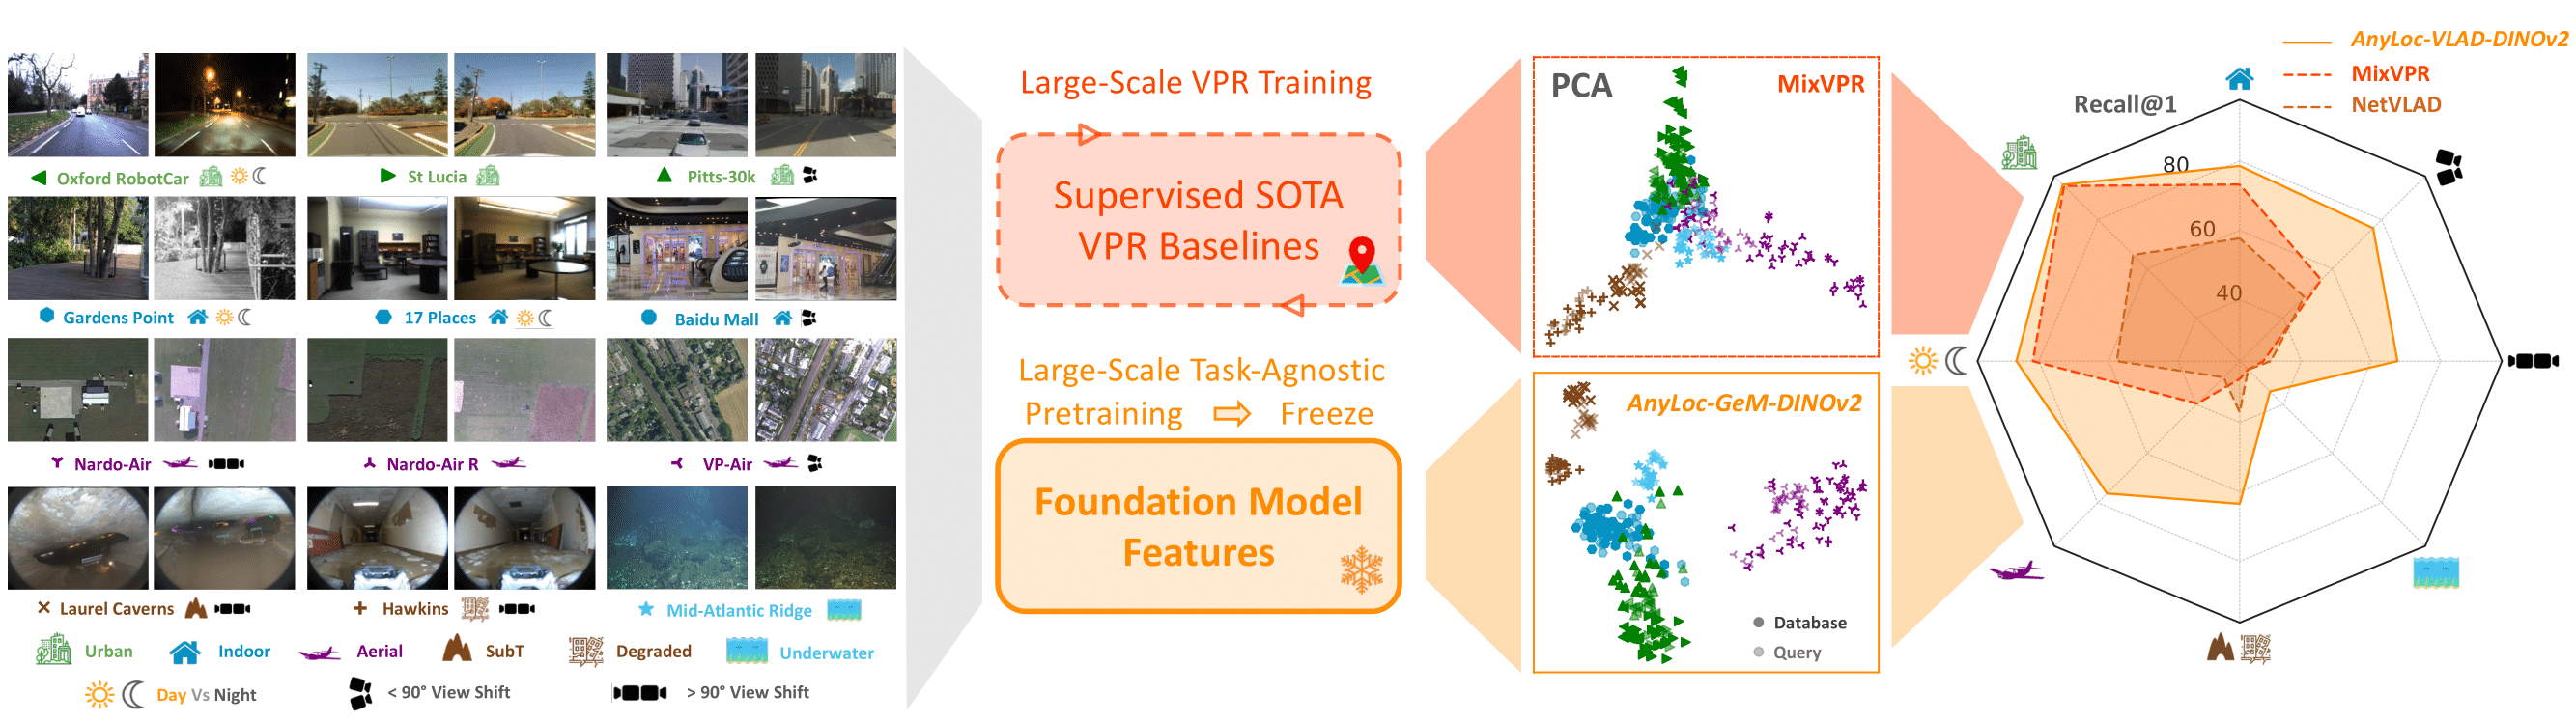 Oxford RobotCar
St Lucia
Pitts-30k
Gardens Point
17 Places
Baidu Mall
Nardo-Air
Nardo-Air R
VP-Air
Laurel Caverns
Hawkins
Mid-Atlantic Ridge
Urban
Indoor
Aerial
SubT
Degraded
Underwater
Day Vs Night
< 90° View Shift
> 90° View Shift
Large-Scale VPR Training
Supervised SOTA
VPR Baselines
Large-Scale Task-Agnostic
Pretraining Freeze
Foundation Model
Features
PCA
MixVPR
AnyLoc-GeM-DINOv2
Database
Query
AnyLoc-VLAD-DINOv2
MixVPR
NetVLAD
Recall@1
80
60
40